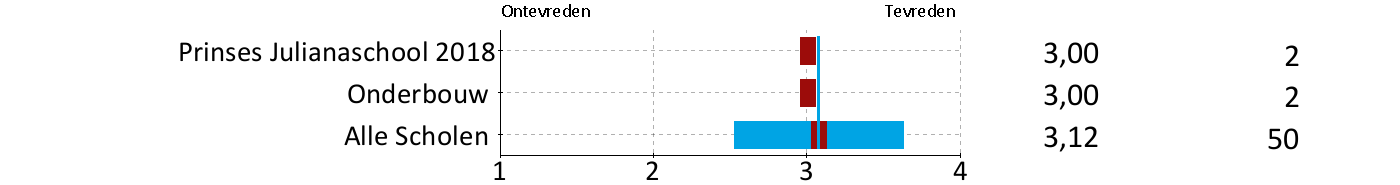 Ontevreden Tevreden
Prinses Julianaschool 2018 3,00 2
Onderbouw 3,00 2
Alle Scholen 3,12 50
1 2 3 4